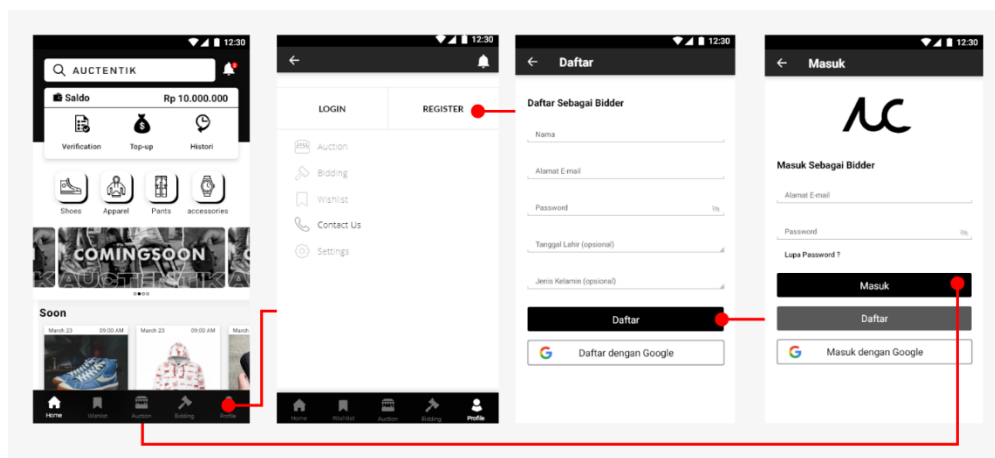 12:30
AUCTENTIK
Saldo Rp 10.000.000
Verification Top-up Histori
Shoes Apparel Pants accessories
COMINGSOON
AUCTENTIK
Soon
March 23 09:00 AM March 23 09:00 AM March
Home Wishlist Auction Bidding Profile
12:30
LOGIN REGISTER
Auction
Bidding
Wishlist
Contact Us
Settings
Home Wishlist Auction Bidding Profile
12:30
Daftar
Daftar Sebagai Bidder
Nama
Alamat E-mail
Password
Tanggal Lahir (opsional)
Jenis Kelamin (opsional)
Daftar
G Daftar dengan Google
12:30
Masuk
AC
Masuk Sebagai Bidder
Alamat E-mail
Password
Lupa Password ?
Masuk
Daftar
G Masuk dengan Google